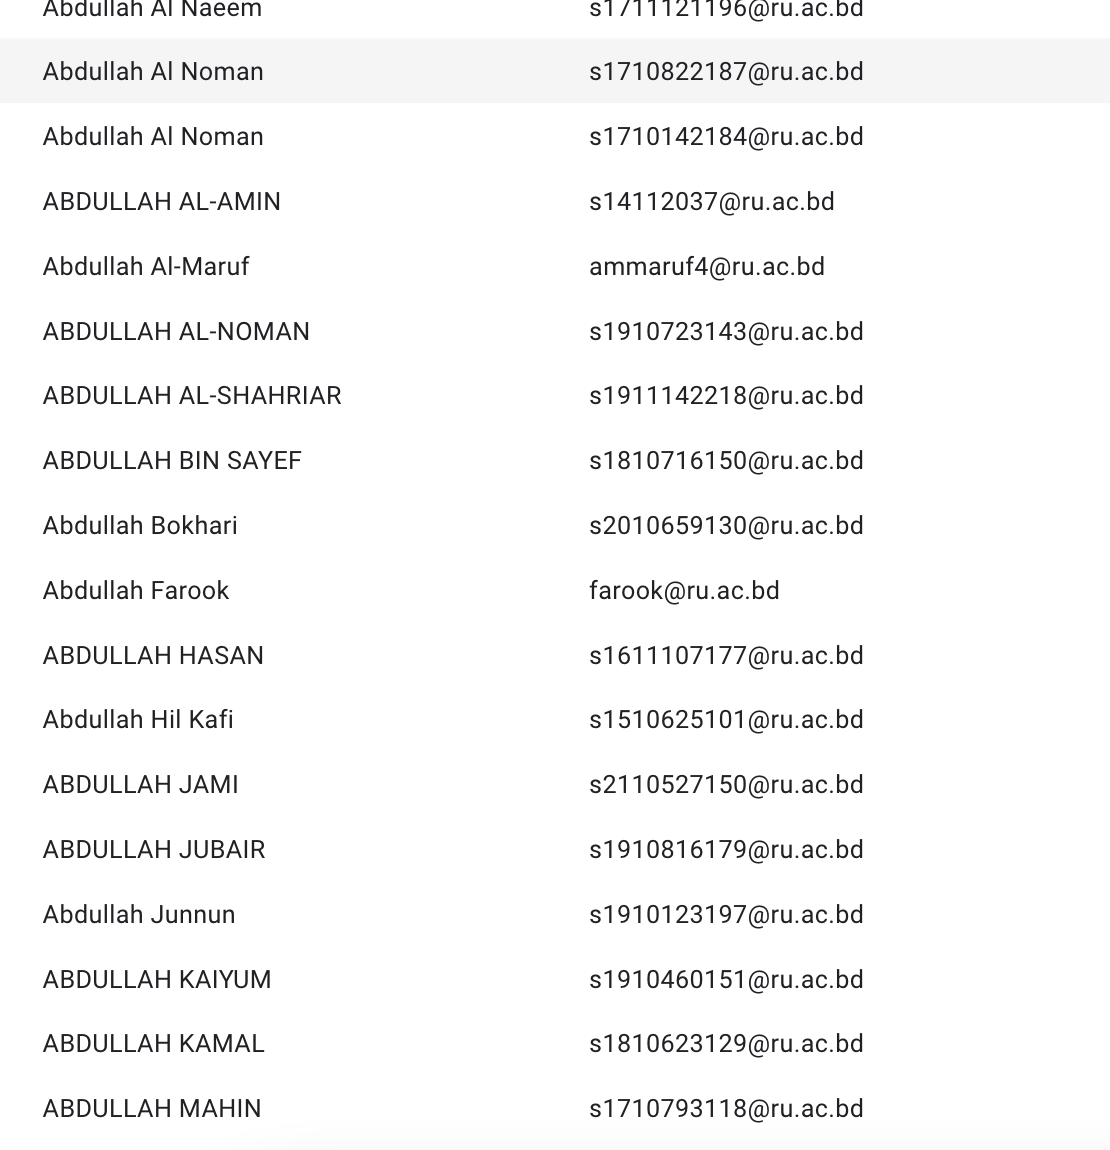 Abdullah Al Naeem s1711121196@ru.ac.bd
Abdullah Al Noman s1710822187@ru.ac.bd
Abdullah Al Noman s1710142184@ru.ac.bd
ABDULLAH AL-AMIN s14112037@ru.ac.bd
Abdullah Al-Maruf ammaruf4@ru.ac.bd
ABDULLAH AL-NOMAN s1910723143@ru.ac.bd
ABDULLAH AL-SHAHRIAR s1911142218@ru.ac.bd
ABDULLAH BIN SAYEF s1810716150@ru.ac.bd
Abdullah Bokhari s2010659130@ru.ac.bd
Abdullah Farook farook@ru.ac.bd
ABDULLAH HASAN s1611107177@ru.ac.bd
Abdullah Hil Kafi s1510625101@ru.ac.bd
ABDULLAH JAMI s2110527150@ru.ac.bd
ABDULLAH JUBAIR s1910816179@ru.ac.bd
Abdullah Junnun s1910123197@ru.ac.bd
ABDULLAH KAIYUM s1910460151@ru.ac.bd
ABDULLAH KAMAL s1810623129@ru.ac.bd
ABDULLAH MAHIN s1710793118@ru.ac.bd